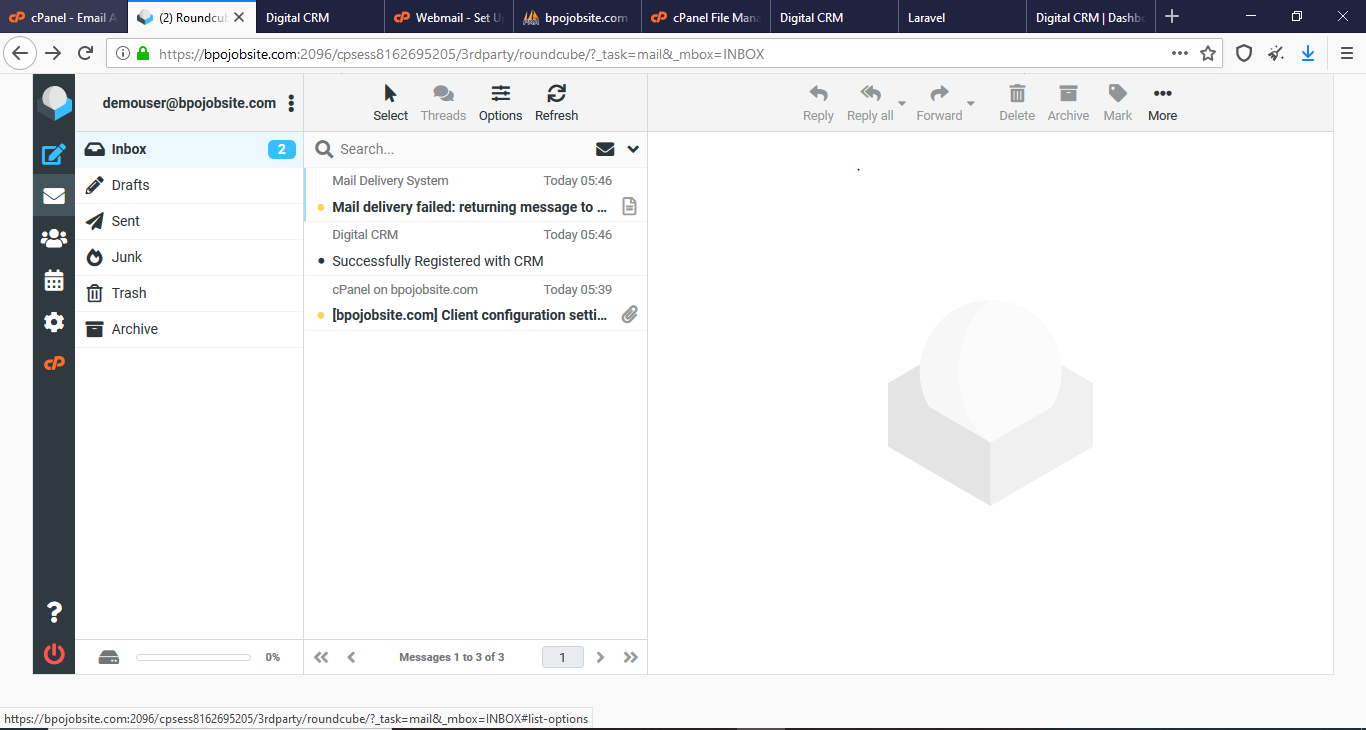 cPanel - Email A
(2) Roundcub
Digital CRM
Webmail - Set U
bpojobsite.com
cPanel File Mana
Digital CRM
Laravel
Digital CRM | Dashb
https://bpojobsite.com:2096/cpsess8162695205/3rdparty/roundcube/?_task=mail&_mbox=INBOX
demouser@bpojobsite.com
Select
Threads
Options
Refresh
Reply
Reply all
Forward
Delete
Archive
Mark
More
Inbox
2
Drafts
Sent
Junk
Trash
Archive
Search...
Mail Delivery System
Today 05:46
Mail delivery failed: returning message to ...
Digital CRM
Today 05:46
Successfully Registered with CRM
cPanel on bpojobsite.com
Today 05:39
[bpojobsite.com] Client configuration setti...
0%
Messages 1 to 3 of 3
1
https://bpojobsite.com:2096/cpsess8162695205/3rdparty/roundcube/?_task=mail&_mbox=INBOX#list-options